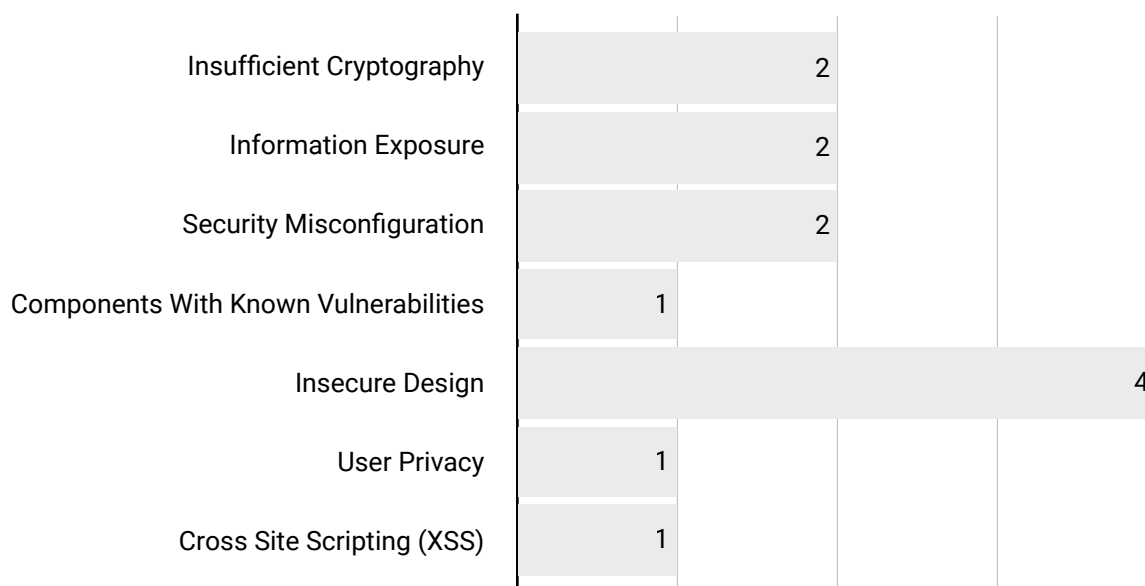 Insufficient Cryptography 2
Information Exposure 2
Security Misconfiguration 2
Components With Known Vulnerabilities 1
Insecure Design 4
User Privacy 1
Cross Site Scripting (XSS) 1